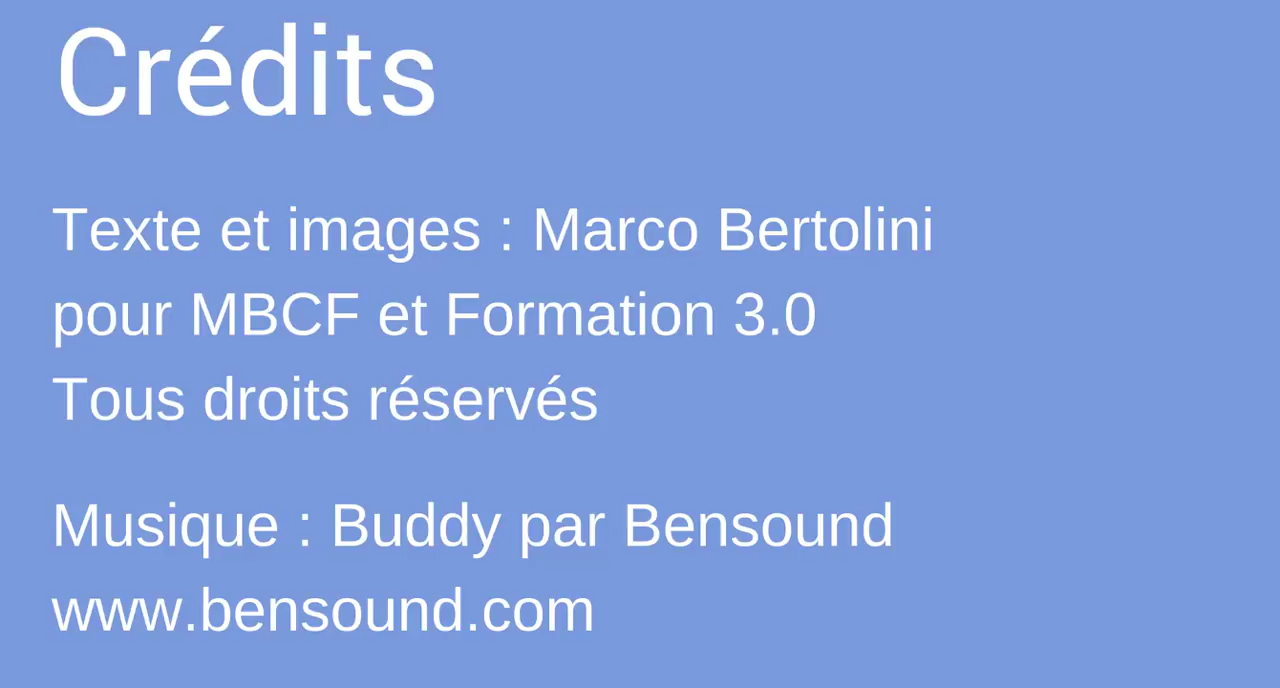 Crédits
Texte et images : Marco Bertolini
pour MBCF et Formation 3.0
Tous droits réservés
Musique : Buddy par Bensound
www.bensound.com